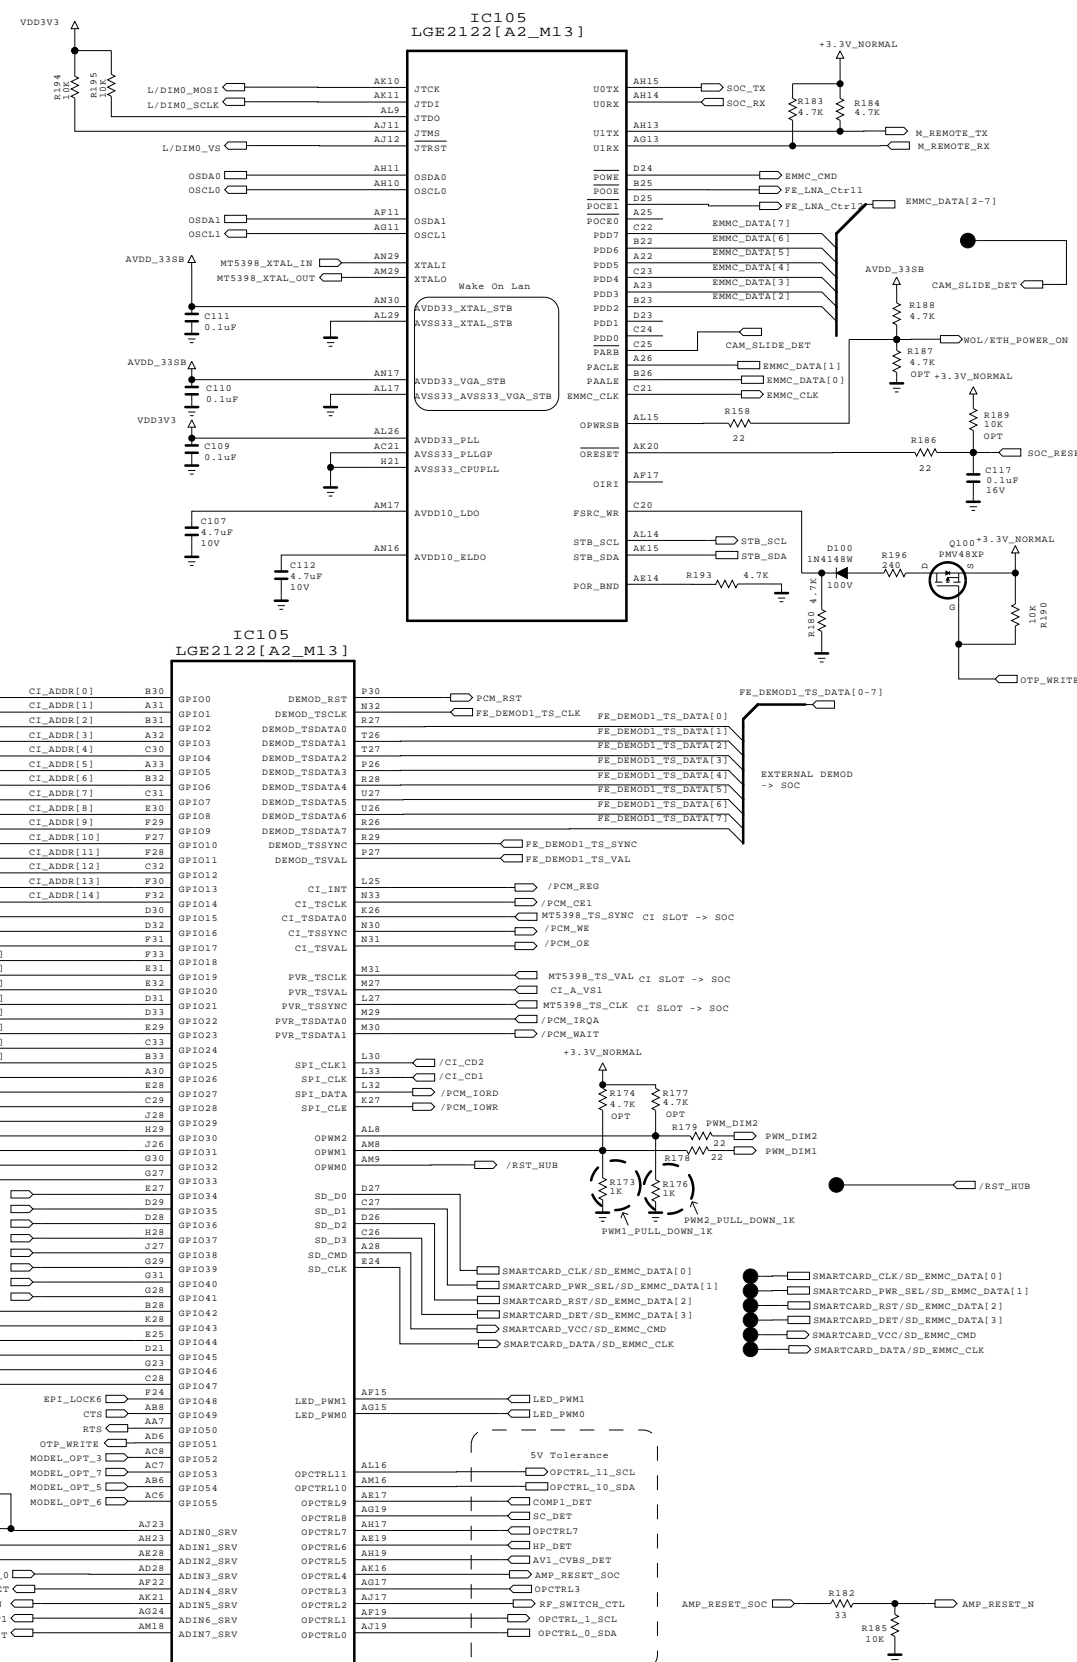 IC105
LGE2122[A2_M13]
VDD3V3
R194
10K
R195
10K
L/DIM0_MOSI
L/DIM0_SCLK
L/DIM0_VS
OSDA0
OSCL0
OSDA1
OSCL1
AVDD_33SB
MT5398_XTAL_IN
MT5398_XTAL_OUT
C111
0.1uF
AVDD_33SB
C110
0.1uF
VDD3V3
C109
0.1uF
C107
4.7uF
10V
C112
4.7uF
10V
AK10 JTCK
AK11 JTDI
AL9 JTDO
AJ11 JTMS
AJ12 JTRST
AH11 OSDA0
AH10 OSCL0
AF11 OSDA1
AG11 OSCL1
AN29 XTALI
AM29 XTALO
Wake On Lan
AN30 AVDD33_XTAL_STB
AL29 AVSS33_XTAL_STB
AN17 AVDD33_VGA_STB
AL17 AVSS33_AVSS33_VGA_STB
AL26 AVDD33_PLL
AC21 AVSS33_PLLGP
H21 AVSS33_CPUPLL
AM17 AVDD10_LDO
AN16 AVDD10_ELDO
U0TX AH15 SOC_TX
U0RX AH14 SOC_RX
U1TX AH13 M_REMOTE_TX
U1RX AG13 M_REMOTE_RX
+3.3V_NORMAL
R183
4.7K
R184
4.7K
POWE D24 EMMC_CMD
POOE B25 FE_LNA_Ctrl1
POCE1 D25 FE_LNA_Ctrl2
POCE0 A25
PDD7 C22 EMMC_DATA[7]
PDD6 B22 EMMC_DATA[6]
PDD5 A22 EMMC_DATA[5]
PDD4 C23 EMMC_DATA[4]
PDD3 A23 EMMC_DATA[3]
PDD2 B23 EMMC_DATA[2]
EMMC_DATA[2-7]
PDD1 D23
PDD0 C24
PARB C25 CAM_SLIDE_DET
PACLE A26 EMMC_DATA[1]
PAALE B26 EMMC_DATA[0]
EMMC_CLK C21 EMMC_CLK
OPWRSB AL15
R158
22
ORESET AK20
R186
22
OIRI AF17
FSRC_WR C20
STB_SCL AL14 STB_SCL
STB_SDA AK15 STB_SDA
POR_BND AE14
R193 4.7K
CAM_SLIDE_DET
AVDD_33SB
R188
4.7K
WOL/ETH_POWER_ON
R187
4.7K
OPT
+3.3V_NORMAL
R189
10K
OPT
SOC_RESE
C117
0.1uF
16V
D100
1N4148W
100V
R180 4.7K
R196
240
Q100
PMV48XP
D
S
G
+3.3V_NORMAL
10K
R190
OTP_WRITE
IC105
LGE2122[A2_M13]
CI_ADDR[0] B30 GPIO0
CI_ADDR[1] A31 GPIO1
CI_ADDR[2] B31 GPIO2
CI_ADDR[3] A32 GPIO3
CI_ADDR[4] C30 GPIO4
CI_ADDR[5] A33 GPIO5
CI_ADDR[6] B32 GPIO6
CI_ADDR[7] C31 GPIO7
CI_ADDR[8] E30 GPIO8
CI_ADDR[9] F29 GPIO9
CI_ADDR[10] F27 GPIO10
CI_ADDR[11] F28 GPIO11
CI_ADDR[12] C32 GPIO12
CI_ADDR[13] F30 GPIO13
CI_ADDR[14] F32 GPIO14
D30 GPIO15
D32 GPIO16
F31 GPIO17
] F33 GPIO18
] E31 GPIO19
] E32 GPIO20
] D31 GPIO21
] D33 GPIO22
] E29 GPIO23
] C33 GPIO24
] B33 GPIO25
A30 GPIO26
E28 GPIO27
C29 GPIO28
J28 GPIO29
H29 GPIO30
J26 GPIO31
G30 GPIO32
G27 GPIO33
E27 GPIO34
D29 GPIO35
D28 GPIO36
H28 GPIO37
J27 GPIO38
G29 GPIO39
G31 GPIO40
G28 GPIO41
B28 GPIO42
K28 GPIO43
E25 GPIO44
D21 GPIO45
G23 GPIO46
C28 GPIO47
EPI_LOCK6 F24 GPIO48
CTS AB8 GPIO49
RTS AA7 GPIO50
OTP_WRITE AD6 GPIO51
MODEL_OPT_3 AC8 GPIO52
MODEL_OPT_7 AC7 GPIO53
MODEL_OPT_5 AB6 GPIO54
MODEL_OPT_6 AC6 GPIO55
AJ23 ADIN0_SRV
AH23 ADIN1_SRV
AE28 ADIN2_SRV
_0 AD28 ADIN3_SRV
ET AF22 ADIN4_SRV
N AK21 ADIN5_SRV
P1 AG24 ADIN6_SRV
T AM18 ADIN7_SRV
DEMOD_RST P30 PCM_RST
DEMOD_TSCLK N32 FE_DEMOD1_TS_CLK
DEMOD_TSDATA0 R27 FE_DEMOD1_TS_DATA[0]
DEMOD_TSDATA1 T26 FE_DEMOD1_TS_DATA[1]
DEMOD_TSDATA2 T27 FE_DEMOD1_TS_DATA[2]
DEMOD_TSDATA3 P26 FE_DEMOD1_TS_DATA[3]
DEMOD_TSDATA4 R28 FE_DEMOD1_TS_DATA[4]
DEMOD_TSDATA5 U27 FE_DEMOD1_TS_DATA[5]
DEMOD_TSDATA6 U26 FE_DEMOD1_TS_DATA[6]
DEMOD_TSDATA7 R26 FE_DEMOD1_TS_DATA[7]
FE_DEMOD1_TS_DATA[0-7]
EXTERNAL DEMOD
-> SOC
DEMOD_TSSYNC R29 FE_DEMOD1_TS_SYNC
DEMOD_TSVAL P27 FE_DEMOD1_TS_VAL
CI_INT L25 /PCM_REG
CI_TSCLK N33 /PCM_CE1
CI_TSDATA0 K26 MT5398_TS_SYNC CI SLOT -> SOC
CI_TSSYNC N30 /PCM_WE
CI_TSVAL N31 /PCM_OE
PVR_TSCLK M31 MT5398_TS_VAL CI SLOT -> SOC
PVR_TSVAL M27 CI_A_VS1
PVR_TSSYNC L27 MT5398_TS_CLK CI SLOT -> SOC
PVR_TSDATA0 M29 /PCM_IRQA
PVR_TSDATA1 M30 /PCM_WAIT
SPI_CLK1 L30 /CI_CD2
SPI_CLK L33 /CI_CD1
SPI_DATA L32 /PCM_IORD
SPI_CLE K27 /PCM_IOWR
+3.3V_NORMAL
R174
4.7K
OPT
R177
4.7K
OPT
OPWM2 AL8
R179
22
PWM_DIM2
PWM_DIM2
OPWM1 AM8
R178
22
PWM_DIM1
OPWM0 AM9 /RST_HUB
R173
1K
R176
1K
PWM1_PULL_DOWN_1K
PWM2_PULL_DOWN_1K
/RST_HUB
SD_D0 D27
SD_D1 C27
SD_D2 D26
SD_D3 C26
SD_CMD A28
SD_CLK E24
SMARTCARD_CLK/SD_EMMC_DATA[0]
SMARTCARD_PWR_SEL/SD_EMMC_DATA[1]
SMARTCARD_RST/SD_EMMC_DATA[2]
SMARTCARD_DET/SD_EMMC_DATA[3]
SMARTCARD_VCC/SD_EMMC_CMD
SMARTCARD_DATA/SD_EMMC_CLK
SMARTCARD_CLK/SD_EMMC_DATA[0]
SMARTCARD_PWR_SEL/SD_EMMC_DATA[1]
SMARTCARD_RST/SD_EMMC_DATA[2]
SMARTCARD_DET/SD_EMMC_DATA[3]
SMARTCARD_VCC/SD_EMMC_CMD
SMARTCARD_DATA/SD_EMMC_CLK
LED_PWM1 AF15 LED_PWM1
LED_PWM0 AG15 LED_PWM0
5V Tolerance
OPCTRL11 AL16 OPCTRL_11_SCL
OPCTRL10 AM16 OPCTRL_10_SDA
OPCTRL9 AE17 COMP1_DET
OPCTRL8 AG19 SC_DET
OPCTRL7 AH17 OPCTRL7
OPCTRL6 AE19 HP_DET
OPCTRL5 AH19 AV1_CVBS_DET
OPCTRL4 AK16 AMP_RESET_SOC
OPCTRL3 AG17 OPCTRL3
OPCTRL2 AJ17 RF_SWITCH_CTL
OPCTRL1 AF19 OPCTRL_1_SCL
OPCTRL0 AJ19 OPCTRL_0_SDA
AMP_RESET_SOC
R182
33
AMP_RESET_N
R185
10K